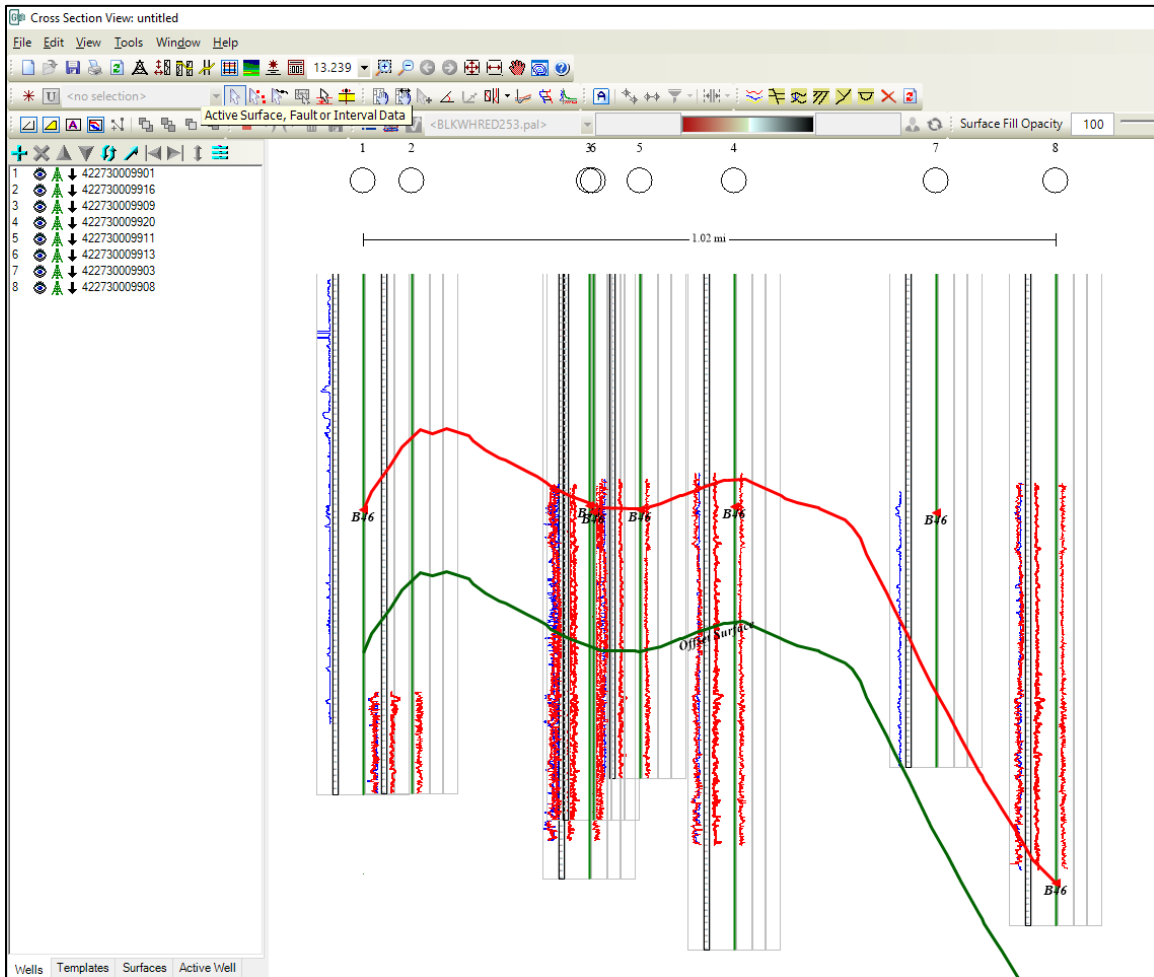 Cross Section View: untitled
File Edit View Tools Window Help
13.239
U <no selection>
Active Surface, Fault or Interval Data
A <BLKWHRED253.pal> Surface Fill Opacity 100
1 422730009901
2 422730009916
3 422730009909
4 422730009920
5 422730009911
6 422730009913
7 422730009903
8 422730009908
1 2 36 5 4 7 8
1.02 mi
B46 B46 B46 B46 B46 B46
Offset Surface
B46
Wells Templates Surfaces Active Well